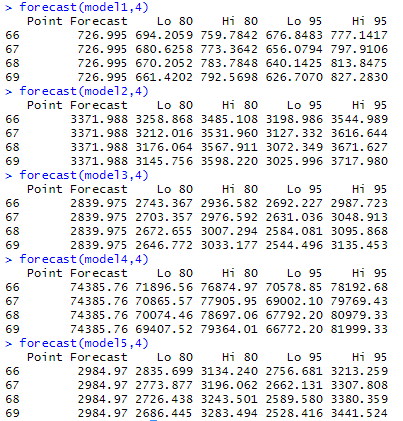 > forecast(model1,4)
   Point Forecast    Lo 80    Hi 80    Lo 95    Hi 95
66        726.995 694.2059 759.7842 676.8483 777.1417
67        726.995 680.6258 773.3642 656.0794 797.9106
68        726.995 670.2052 783.7848 640.1425 813.8475
69        726.995 661.4202 792.5698 626.7070 827.2830
> forecast(model2,4)
   Point Forecast    Lo 80    Hi 80    Lo 95    Hi 95
66       3371.988 3258.868 3485.108 3198.986 3544.989
67       3371.988 3212.016 3531.960 3127.332 3616.644
68       3371.988 3176.064 3567.911 3072.349 3671.627
69       3371.988 3145.756 3598.220 3025.996 3717.980
> forecast(model3,4)
   Point Forecast    Lo 80    Hi 80    Lo 95    Hi 95
66       2839.975 2743.367 2936.582 2692.227 2987.723
67       2839.975 2703.357 2976.592 2631.036 3048.913
68       2839.975 2672.655 3007.294 2584.081 3095.868
69       2839.975 2646.772 3033.177 2544.496 3135.453
> forecast(model4,4)
   Point Forecast    Lo 80    Hi 80    Lo 95    Hi 95
66       74385.76 71896.56 76874.97 70578.85 78192.68
67       74385.76 70865.57 77905.95 69002.10 79769.43
68       74385.76 70074.46 78697.06 67792.20 80979.33
69       74385.76 69407.52 79364.01 66772.20 81999.33
> forecast(model5,4)
   Point Forecast    Lo 80    Hi 80    Lo 95    Hi 95
66        2984.97 2835.699 3134.240 2756.681 3213.259
67        2984.97 2773.877 3196.062 2662.131 3307.808
68        2984.97 2726.438 3243.501 2589.580 3380.359
69        2984.97 2686.445 3283.494 2528.416 3441.524